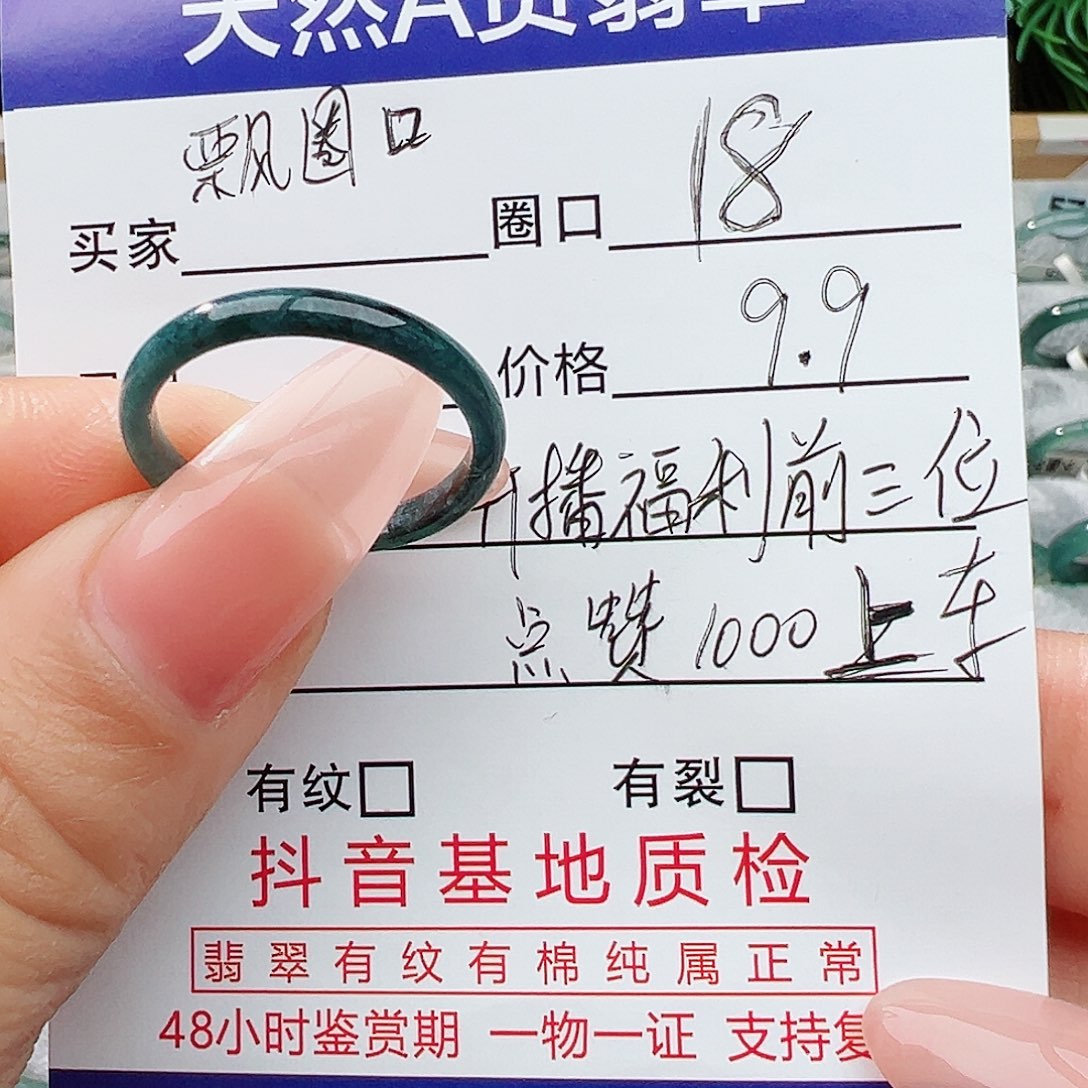 天然A货翡翠
飘圈口
18
买家
圈口
9.9
价格
开播福利前三位
点赞1000上车
有纹□ 有裂□
抖音基地质检
翡翠有纹有棉纯属正常
48小时鉴赏期 一物一证 支持复